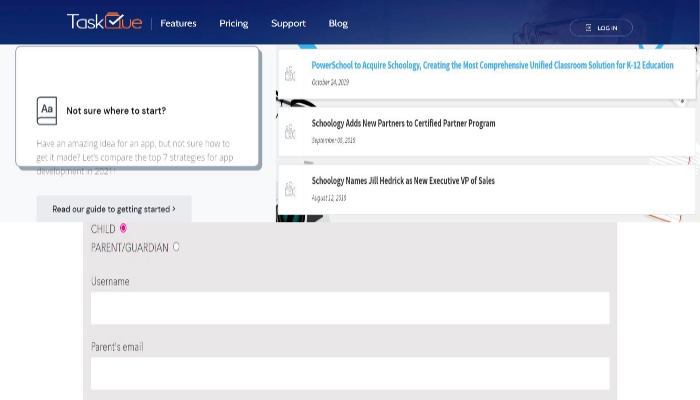 TaskQue
Features
Pricing
Support
Blog
LOG IN
Not sure where to start?
Have an amazing idea for an app, but not sure how to
get it made? Let's compare the top 7 strategies for app
development in 2021!
Read our guide to getting started >
PowerSchool to Acquire Schoology, Creating the Most Comprehensive Unified Classroom Solution for K-12 Education
October 24, 2019
Schoology Adds New Partners to Certified Partner Program
September 05, 2019
Schoology Names Jill Hedrick as New Executive VP of Sales
August 12, 2019
CHILD
PARENT/GUARDIAN
Username
Parent's email